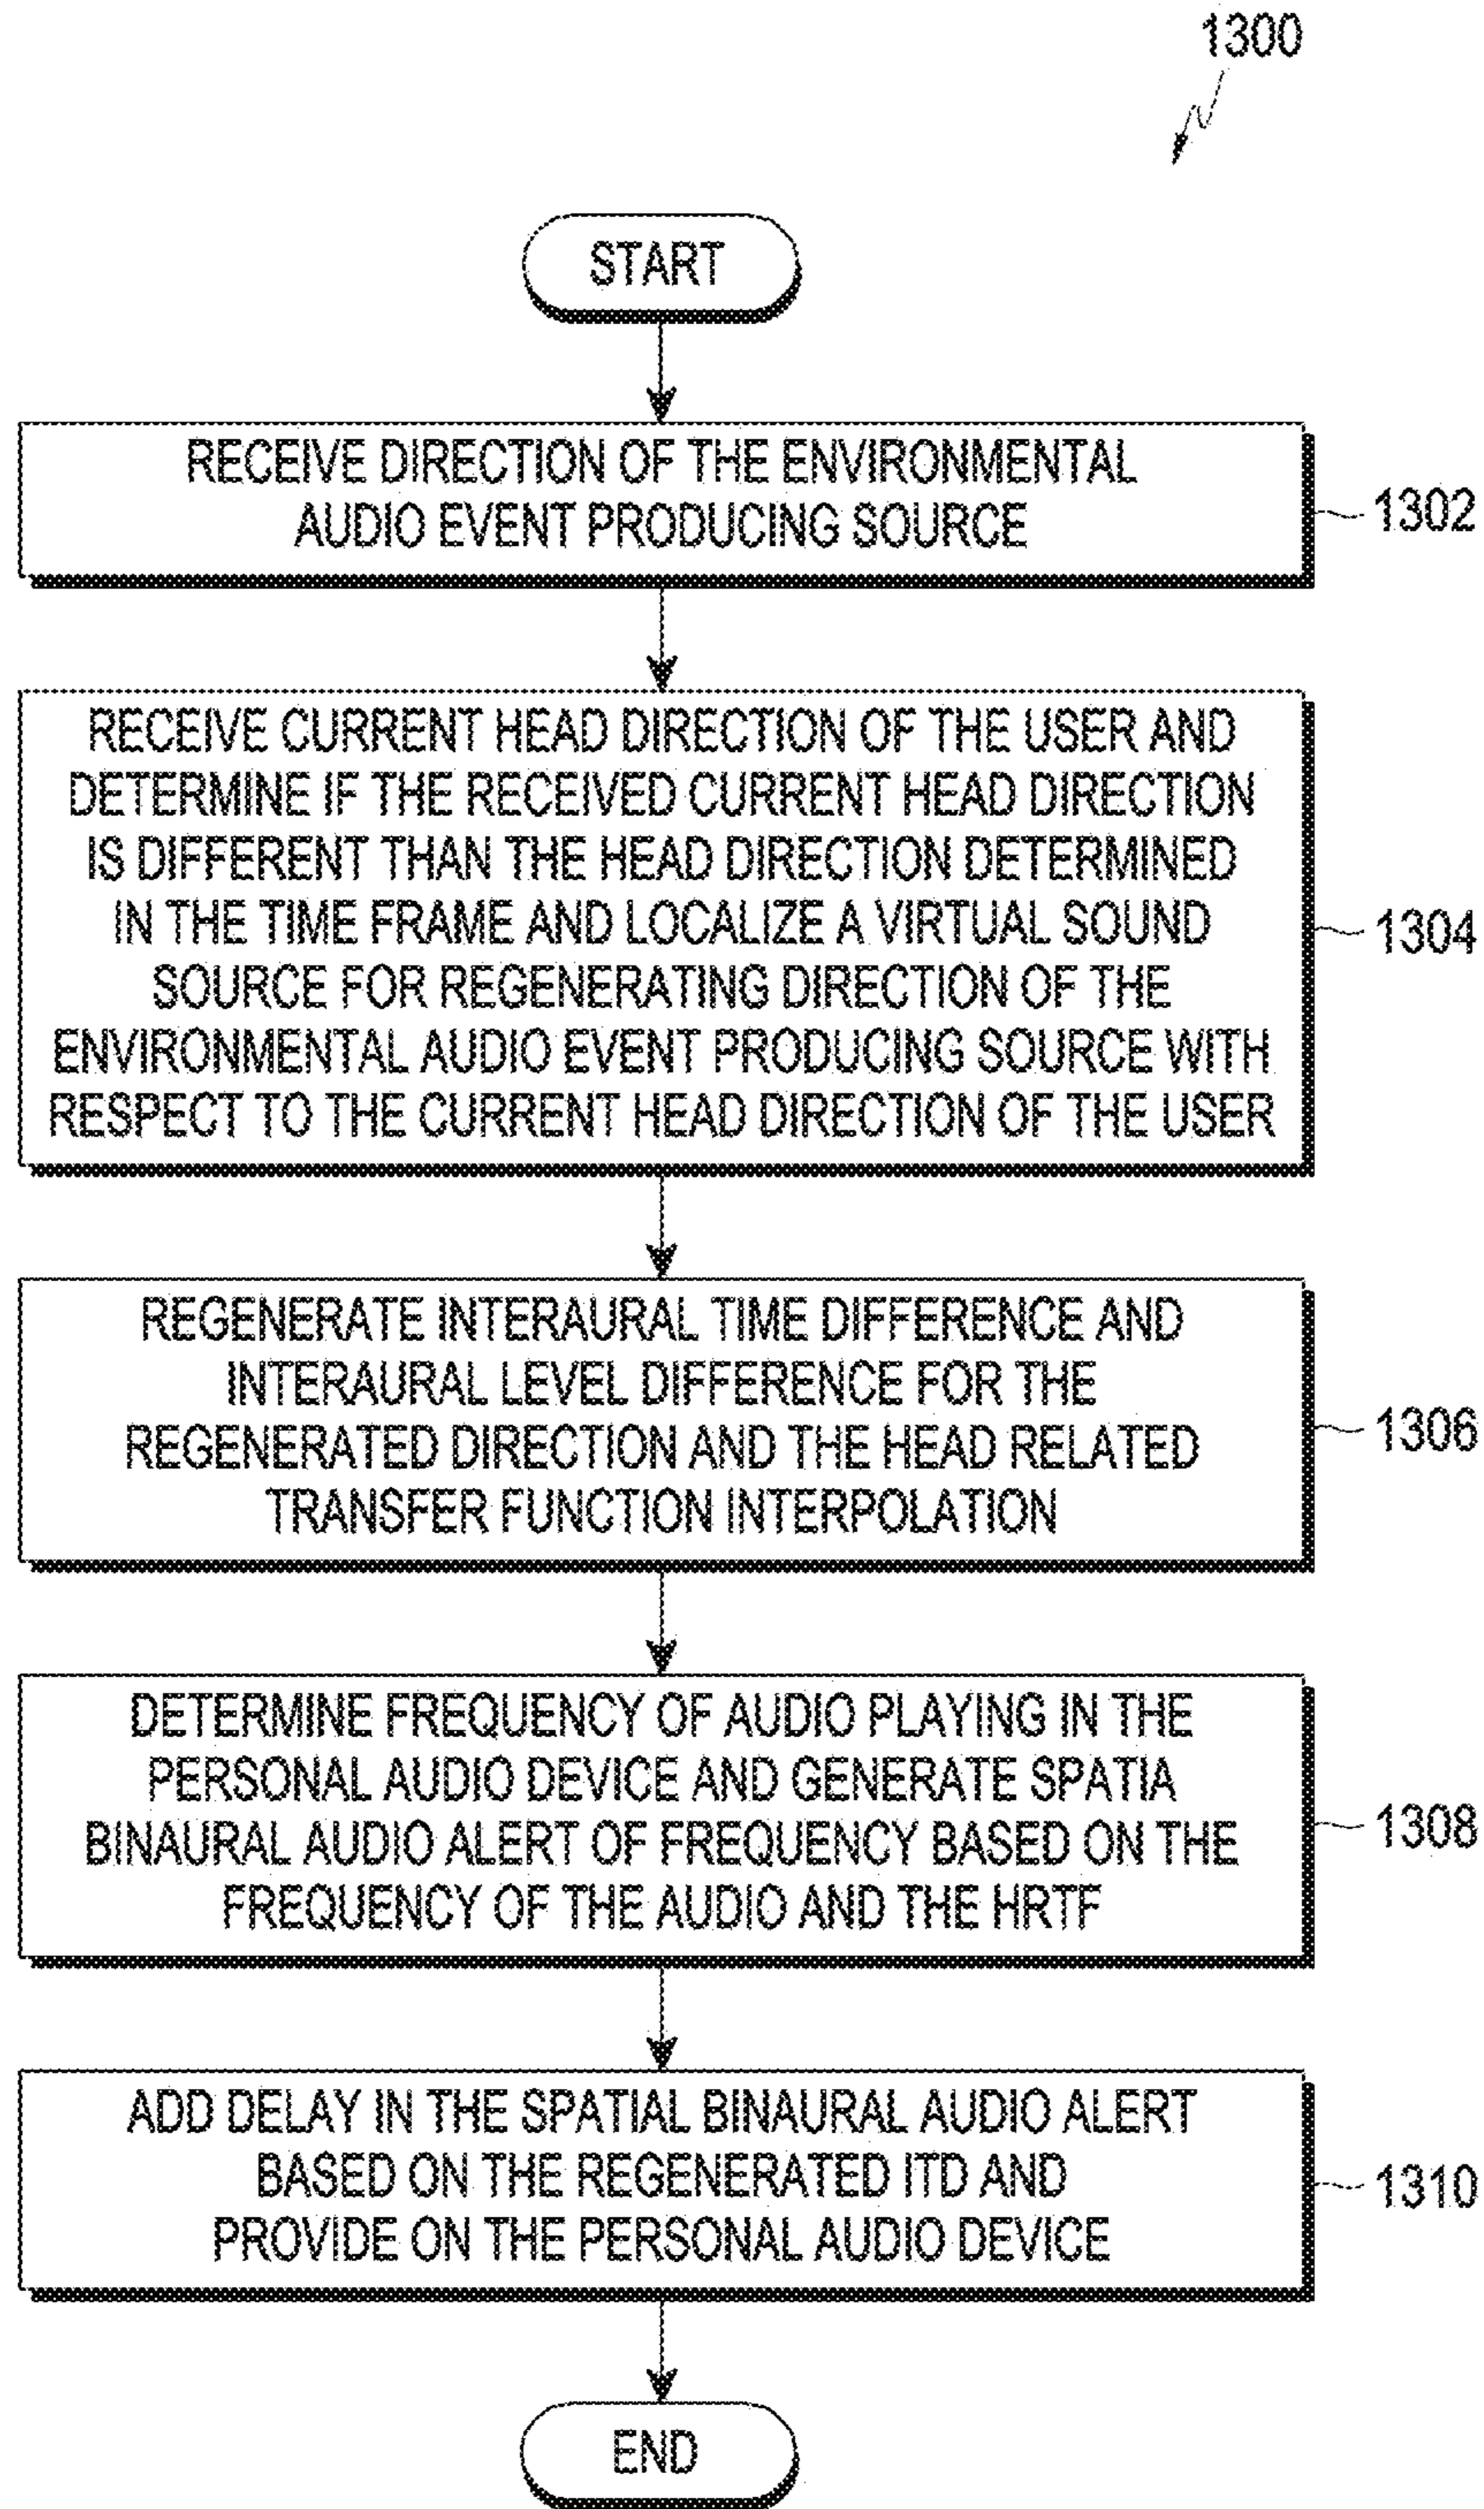 1300
START
RECEIVE DIRECTION OF THE ENVIRONMENTAL
AUDIO EVENT PRODUCING SOURCE
1302
RECEIVE CURRENT HEAD DIRECTION OF THE USER AND
DETERMINE IF THE RECEIVED CURRENT HEAD DIRECTION
IS DIFFERENT THAN THE HEAD DIRECTION DETERMINED
IN THE TIME FRAME AND LOCALIZE A VIRTUAL SOUND
SOURCE FOR REGENERATING DIRECTION OF THE
ENVIRONMENTAL AUDIO EVENT PRODUCING SOURCE WITH
RESPECT TO THE CURRENT HEAD DIRECTION OF THE USER
1304
REGENERATE INTERAURAL TIME DIFFERENCE AND
INTERAURAL LEVEL DIFFERENCE FOR THE
REGENERATED DIRECTION AND THE HEAD RELATED
TRANSFER FUNCTION INTERPOLATION
1306
DETERMINE FREQUENCY OF AUDIO PLAYING IN THE
PERSONAL AUDIO DEVICE AND GENERATE SPATIA
BINAURAL AUDIO ALERT OF FREQUENCY BASED ON THE
FREQUENCY OF THE AUDIO AND THE HRTF
1308
ADD DELAY IN THE SPATIAL BINAURAL AUDIO ALERT
BASED ON THE REGENERATED ITD AND
PROVIDE ON THE PERSONAL AUDIO DEVICE
1310
END